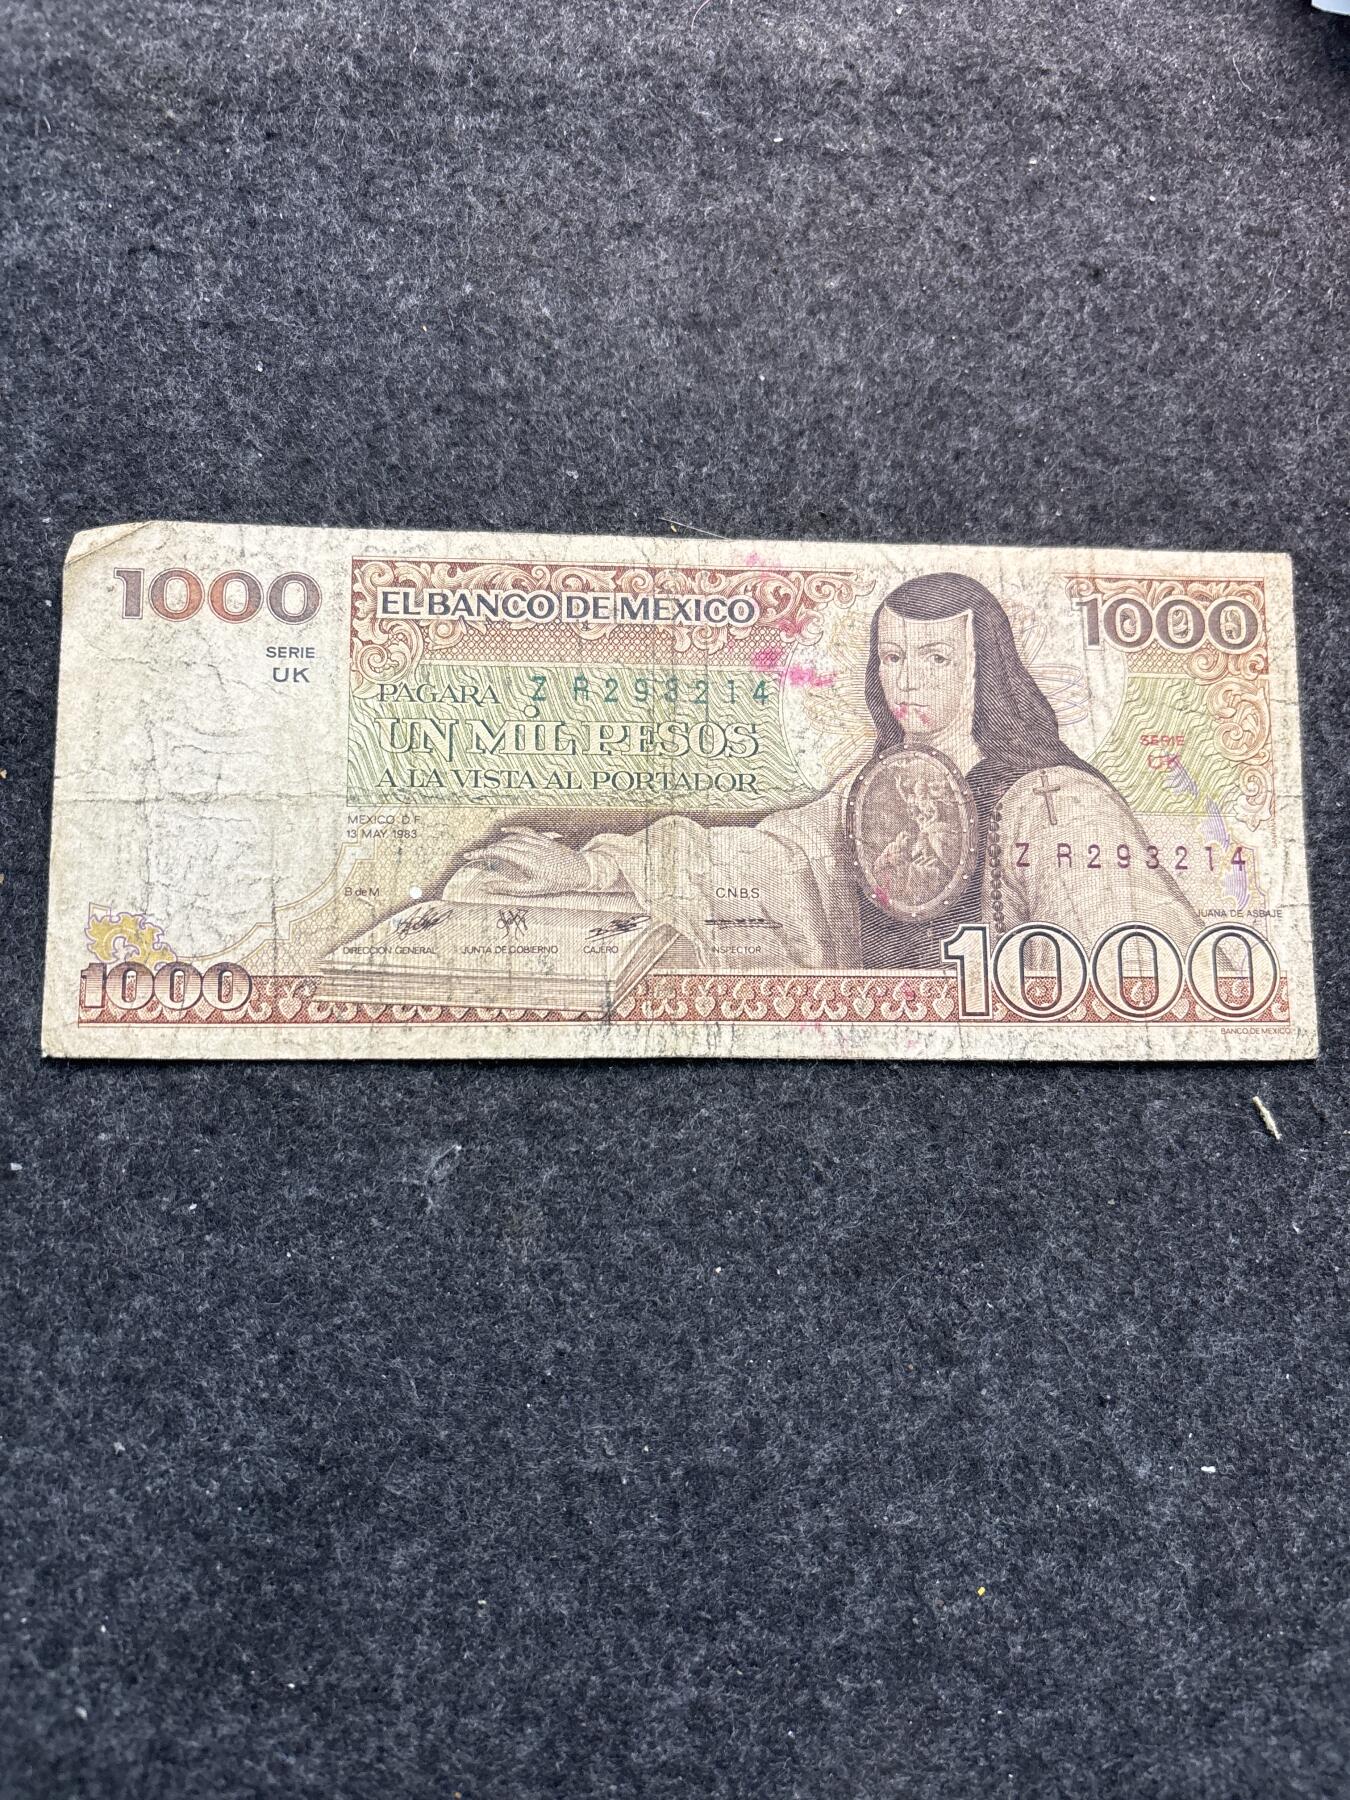 1000
SERIE
UK
EL BANCO DE MEXICO
1000
PAGARA Z R293214
UN MIL PESOS
A LA VISTA AL PORTADOR
SERIE
UK
MEXICO D.F.
13 MAY. 1983
Z R293214
B de M
C.N.B.S.
JUANA DE ASBAJE
DIRECCION GENERAL
JUNTA DE GOBIERNO
CAJERO
INSPECTOR
1000
1000
BANCO DE MEXICO